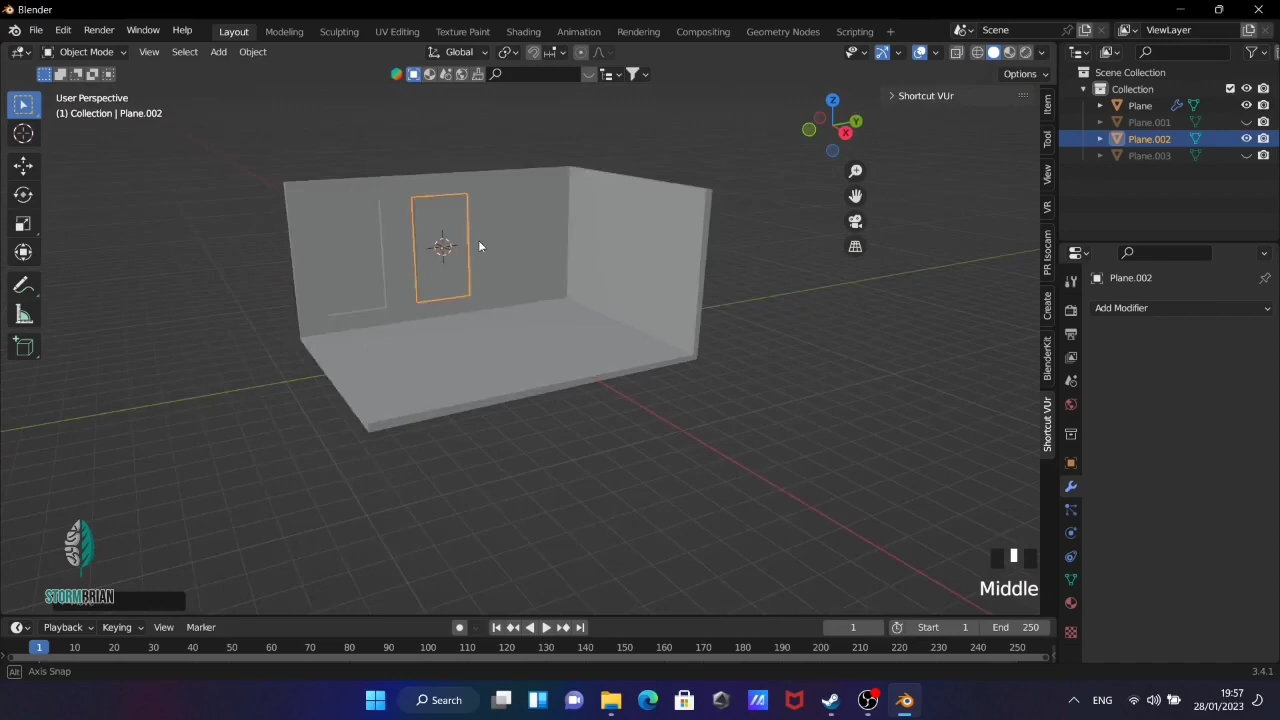 Blender
File Edit Render Window Help Layout Modeling Sculpting UV Editing Texture Paint Shading Animation Rendering Compositing Geometry Nodes Scripting Scene ViewLayer
Object Mode View Select Add Object Global
Options
User Perspective
(1) Collection | Plane.002
Shortcut VUr
Z
Y
X
Item
Tool
View
VR
PR Isocam
Create
BlenderKit
Shortcut VUr
Scene Collection
Collection
Plane
Plane.001
Plane.002
Plane.003
Plane.002
Add Modifier
STORMBRIAN
Middle
Playback Keying View Marker 1 Start 1 End 250
1 10 20 30 40 50 60 70 80 90 100 110 120 130 140 150 160 170 180 190 200 210 220 230 240 250
Alt Axis Snap 3.4.1
Search ENG 19:57
28/01/2023